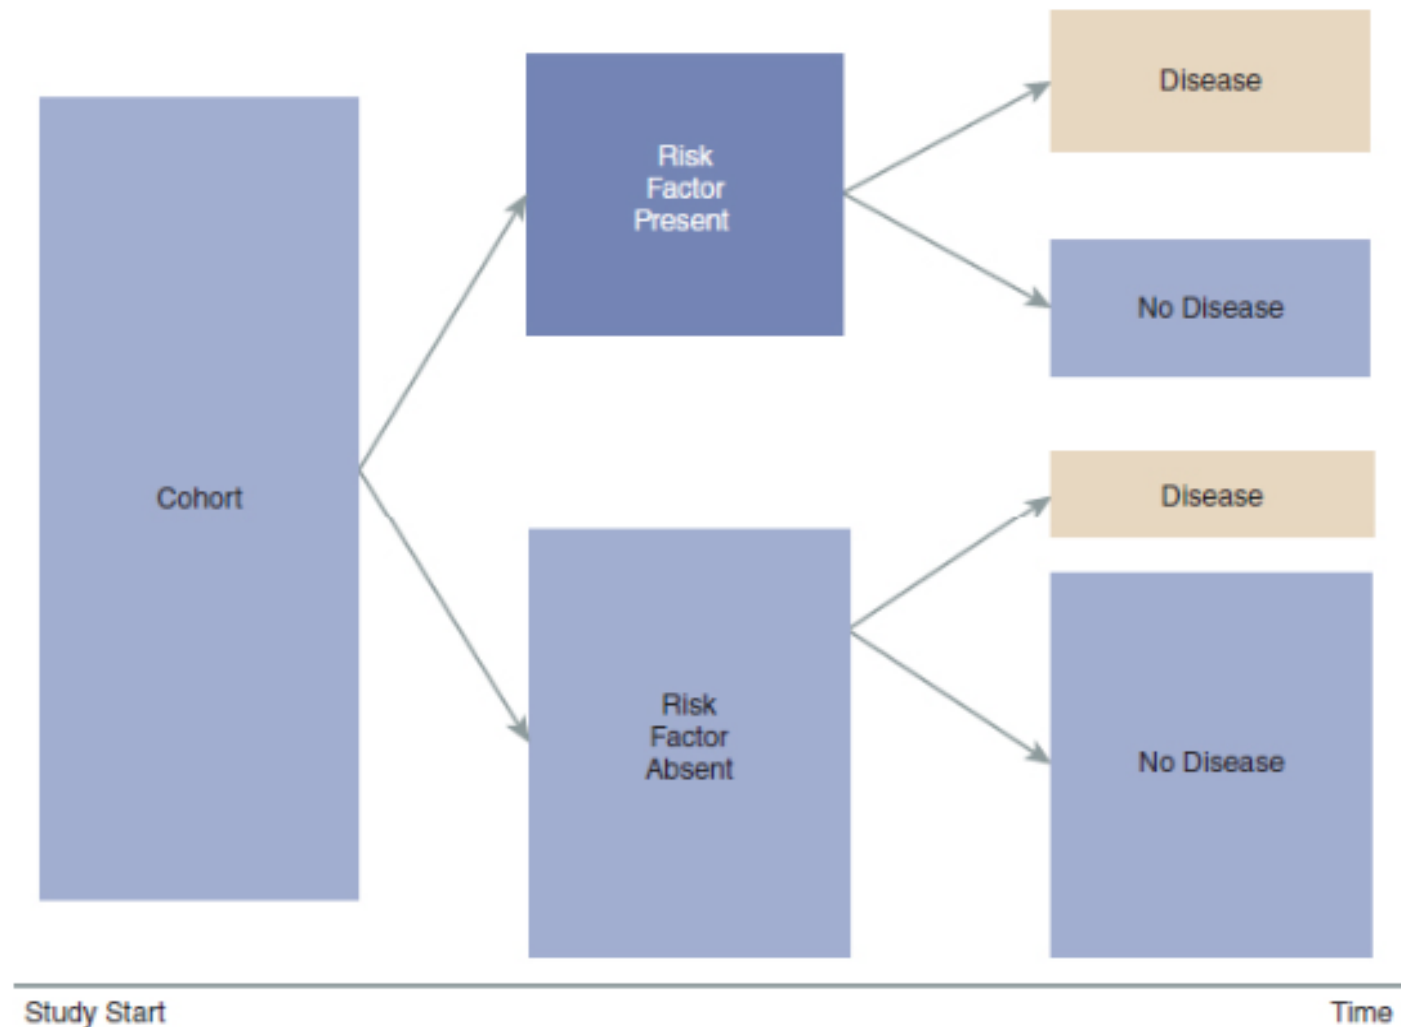 Cohort
Risk
Factor
Present
Risk
Factor
Absent
Disease
No Disease
Disease
No Disease
Study Start
Time